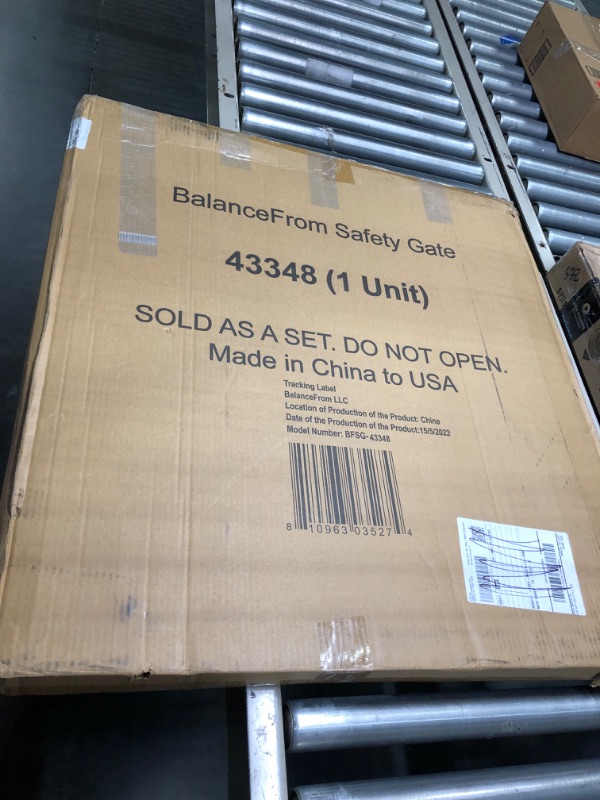 BalanceFrom Safety Gate
43348 (1 Unit)
SOLD AS A SET. DO NOT OPEN.
Made in China to USA
Tracking Label
BalanceFrom LLC
Location of Production of the Product: China
Date of the Production of the Product:15/5/2022
Model Number: BFSG-43348
8 10963 03527 4